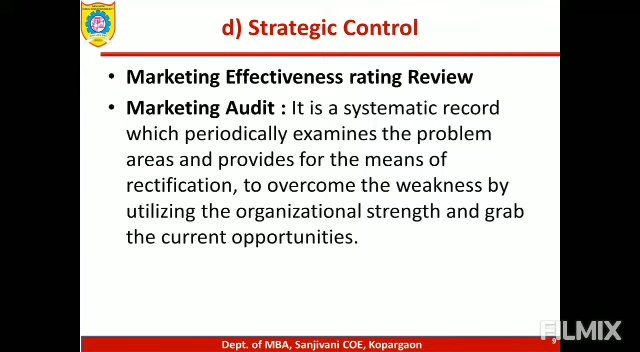 d) Strategic Control
• Marketing Effectiveness rating Review
• Marketing Audit : It is a systematic record
which periodically examines the problem
areas and provides for the means of
rectification, to overcome the weakness by
utilizing the organizational strength and grab
the current opportunities.
Dept. of MBA, Sanjivani COE, Kopargaon
9
FILMIX